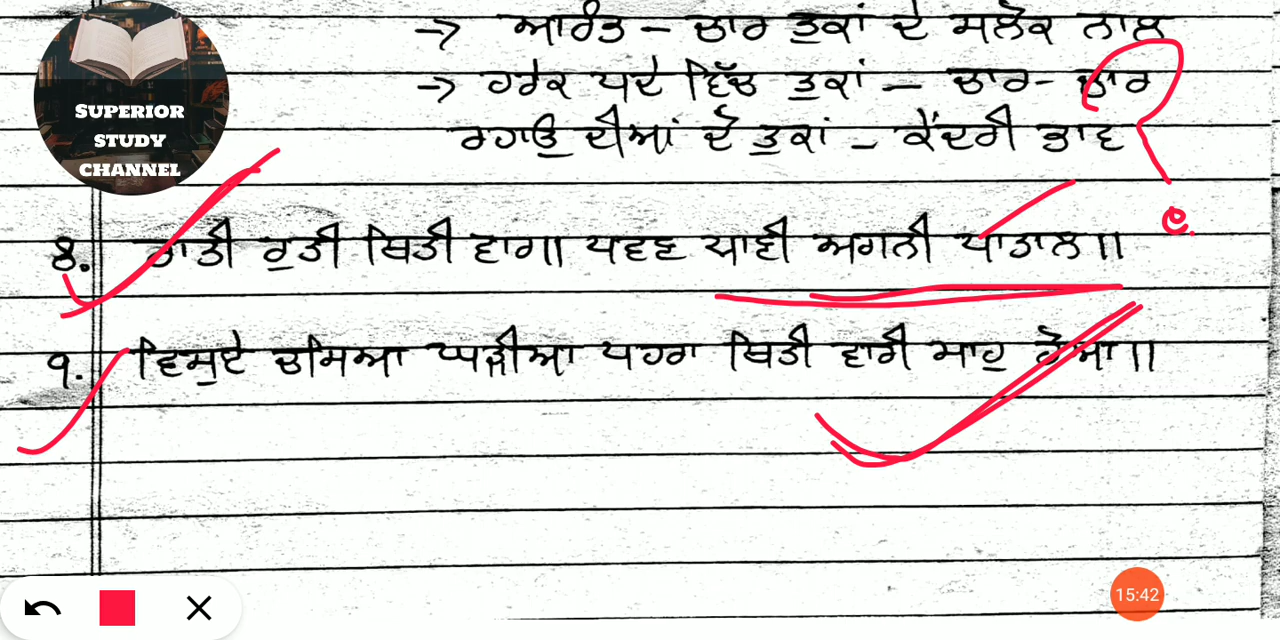 SUPERIOR
STUDY
CHANNEL
→ ਆਰੰਭ – ਚਾਰ ਤੁਕਾਂ ਦੇ ਸਲੋਕ ਨਾਲ
→ ਹਰੇਕ ਪਦੇ ਵਿੱਚ ਤੁਕਾਂ – ਚਾਰ-ਚਾਰ
ਰਹਾਉ ਦੀਆਂ ਦੋ ਤੁਕਾਂ – ਕੇਂਦਰੀ ਭਾਵ
8. ਰਾਤੀ ਰੁਤੀ ਥਿਤੀ ਵਾਰ॥ ਪਵਣ ਪਾਣੀ ਅਗਨੀ ਪਾਤਾਲ॥
9. ਵਿਸੁਏ ਚਸਿਆ ਘੜੀਆ ਪਹਰਾ ਥਿਤੀ ਵਾਰੀ ਮਾਹੁ ਹੋਆ॥
15:42